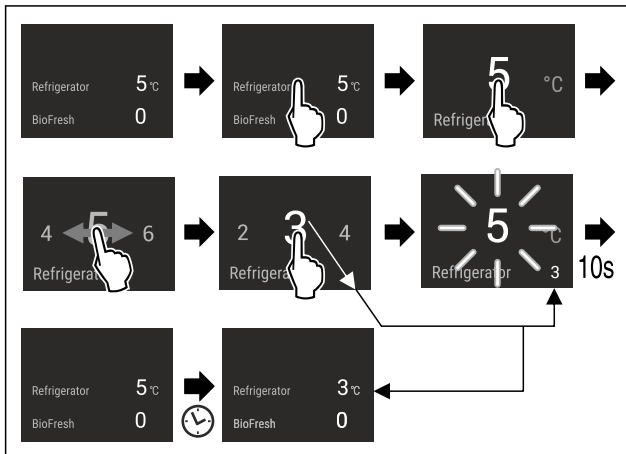 Refrigerator 5 °C
BioFresh 0
Refrigerator 5 °C
BioFresh 0
5 °C
Refriger
4 5 6
Refrigerat
2 3 4
Refrigera
5 °C
Refrigerator 3
10s
Refrigerator 5 °C
BioFresh 0
Refrigerator 3 °C
BioFresh 0